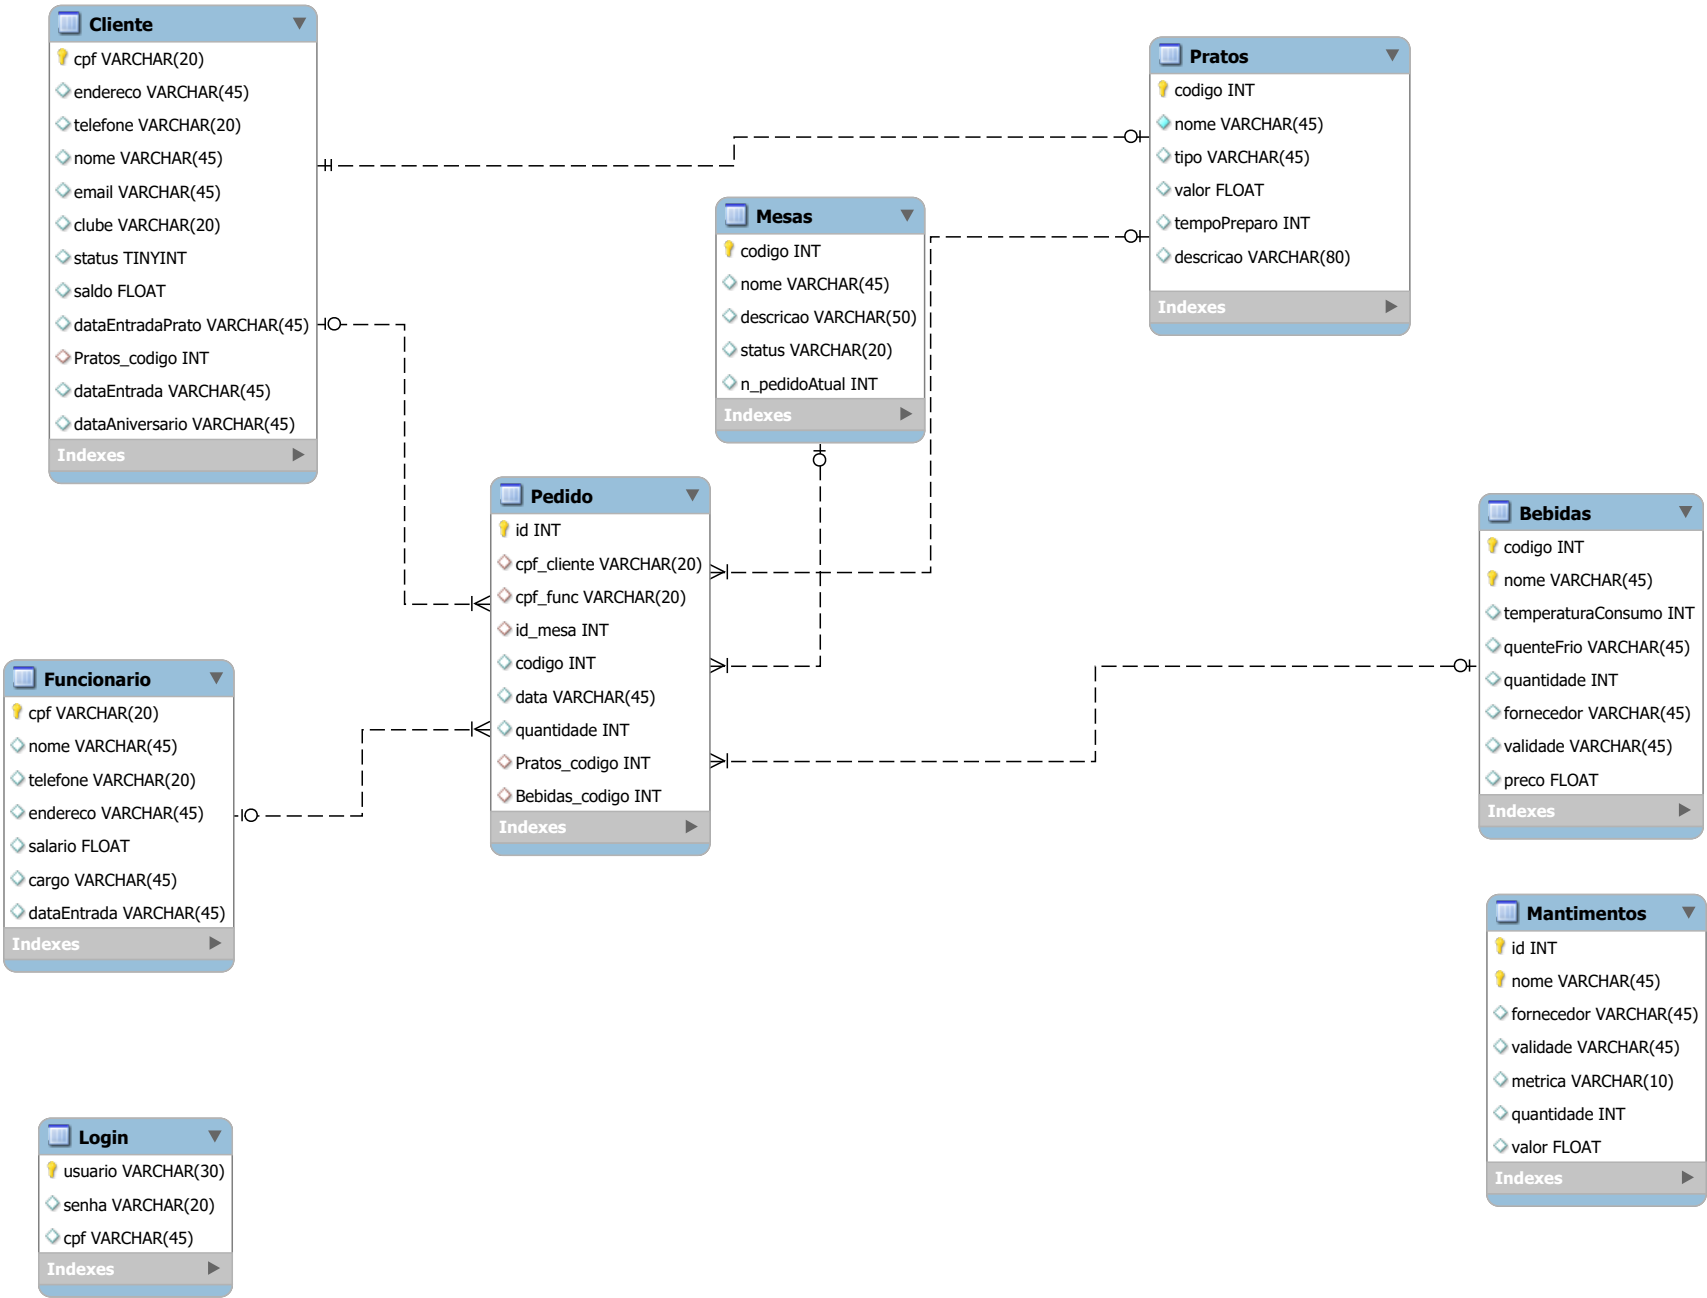 Cliente
cpf VARCHAR(20)
endereco VARCHAR(45)
telefone VARCHAR(20)
nome VARCHAR(45)
email VARCHAR(45)
clube VARCHAR(20)
status TINYINT
saldo FLOAT
dataEntradaPrato VARCHAR(45)
Pratos_codigo INT
dataEntrada VARCHAR(45)
dataAniversario VARCHAR(45)
Indexes
Pratos
codigo INT
nome VARCHAR(45)
tipo VARCHAR(45)
valor FLOAT
tempoPreparo INT
descricao VARCHAR(80)
Indexes
Mesas
codigo INT
nome VARCHAR(45)
descricao VARCHAR(50)
status VARCHAR(20)
n_pedidoAtual INT
Indexes
Pedido
id INT
cpf_cliente VARCHAR(20)
cpf_func VARCHAR(20)
id_mesa INT
codigo INT
data VARCHAR(45)
quantidade INT
Pratos_codigo INT
Bebidas_codigo INT
Indexes
Bebidas
codigo INT
nome VARCHAR(45)
temperaturaConsumo INT
quenteFrio VARCHAR(45)
quantidade INT
fornecedor VARCHAR(45)
validade VARCHAR(45)
preco FLOAT
Indexes
Funcionario
cpf VARCHAR(20)
nome VARCHAR(45)
telefone VARCHAR(20)
endereco VARCHAR(45)
salario FLOAT
cargo VARCHAR(45)
dataEntrada VARCHAR(45)
Indexes
Mantimentos
id INT
nome VARCHAR(45)
fornecedor VARCHAR(45)
validade VARCHAR(45)
metrica VARCHAR(10)
quantidade INT
valor FLOAT
Indexes
Login
usuario VARCHAR(30)
senha VARCHAR(20)
cpf VARCHAR(45)
Indexes